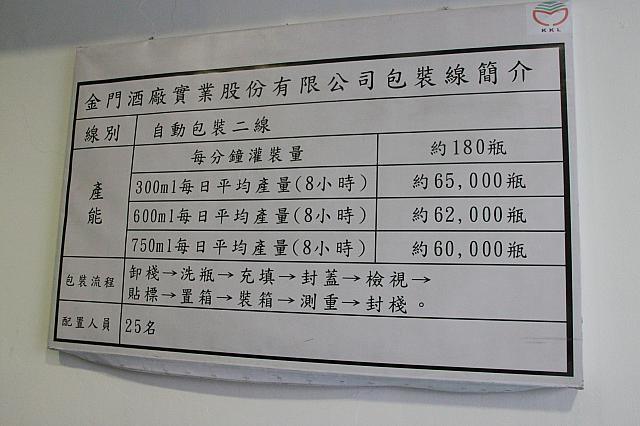 KKL
金門酒廠實業股份有限公司包裝線簡介
線別 自動包裝二線
產能
每分鐘灌裝量 約180瓶
300ml每日平均產量(8小時) 約65,000瓶
600ml每日平均產量(8小時) 約62,000瓶
750ml每日平均產量(8小時) 約60,000瓶
包裝流程 卸棧→洗瓶→充填→封蓋→檢視→
貼標→置箱→裝箱→測重→封棧。
配置人員 25名